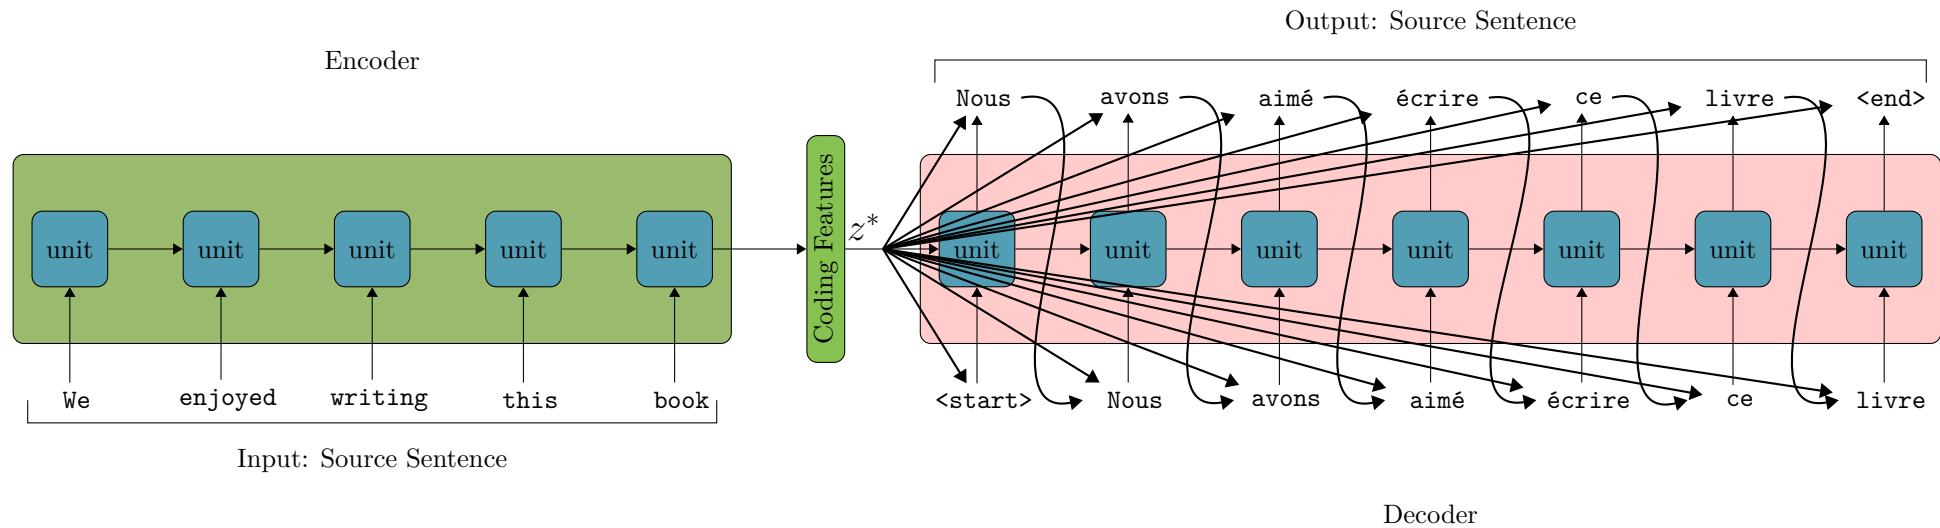 Output: Source Sentence
Encoder
Nous avons aimé écrire ce livre <end>
unit unit unit unit unit
Coding Features
z*
unit unit unit unit unit unit unit
We enjoyed writing this book
<start> Nous avons aimé écrire ce livre
Input: Source Sentence
Decoder